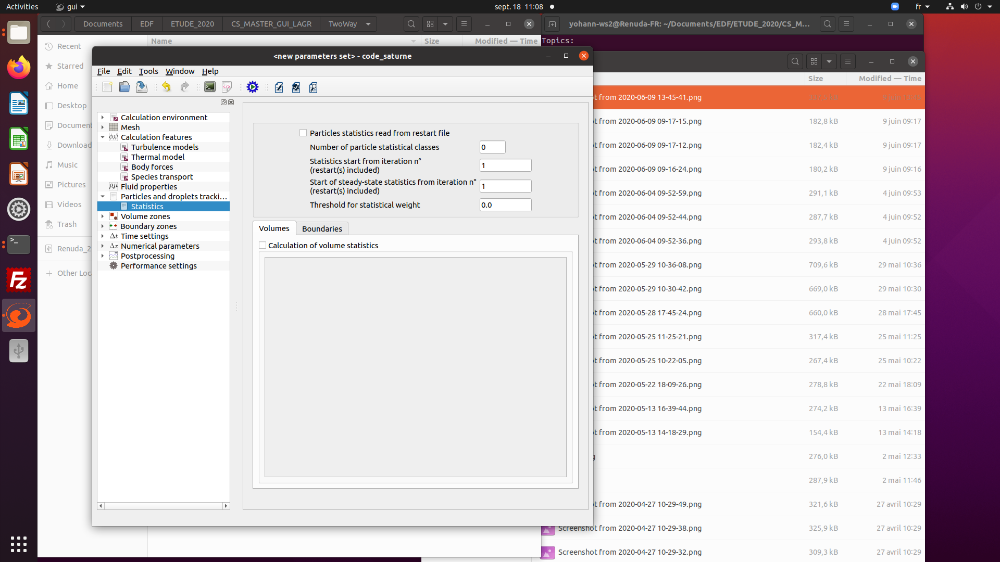 Activities
gui
sept. 18 11:08
fr
Documents
EDF
ETUDE_2020
CS_MASTER_GUI_LAGR
TwoWay
yohann-ws2@Renuda-FR: ~/Documents/EDF/ETUDE_2020/CS_M...
Recent
Starred
Home
Desktop
Document
Download
Music
Pictures
Videos
Trash
Renuda_2
Other Loca
Name
Size
Modified — Time
Topics:
<new parameters set> - code_saturne
File
Edit
Tools
Window
Help
Calculation environment
Mesh
Calculation features
Turbulence models
Thermal model
Body forces
Species transport
Fluid properties
Particles and droplets tracki...
Statistics
Volume zones
Boundary zones
Time settings
Numerical parameters
Postprocessing
Performance settings
Particles statistics read from restart file
Number of particle statistical classes
0
Statistics start from iteration n°
(restart(s) included)
1
Start of steady-state statistics from iteration n°
(restart(s) included)
1
Threshold for statistical weight
0.0
Volumes
Boundaries
Calculation of volume statistics
Size
Modified — Time
t from 2020-06-09 13-45-41.png
t from 2020-06-09 09-17-15.png 182,8 kB 9 juin 09:17
t from 2020-06-09 09-17-12.png 182,4 kB 9 juin 09:17
t from 2020-06-09 09-16-24.png 180,2 kB 9 juin 09:16
t from 2020-06-04 09-52-59.png 291,1 kB 4 juin 09:53
t from 2020-06-04 09-52-44.png 287,7 kB 4 juin 09:52
t from 2020-06-04 09-52-36.png 293,8 kB 4 juin 09:52
t from 2020-05-29 10-36-08.png 709,6 kB 29 mai 10:36
t from 2020-05-29 10-30-42.png 669,0 kB 29 mai 10:30
t from 2020-05-28 17-45-24.png 660,0 kB 28 mai 17:45
t from 2020-05-25 11-25-21.png 317,4 kB 25 mai 11:25
t from 2020-05-25 10-22-05.png 267,4 kB 25 mai 10:22
t from 2020-05-22 18-09-26.png 278,8 kB 22 mai 18:09
t from 2020-05-13 16-39-44.png 274,2 kB 13 mai 16:39
t from 2020-05-13 14-18-29.png 154,4 kB 13 mai 14:18
g 276,0 kB 2 mai 12:33
287,9 kB 2 mai 11:46
t from 2020-04-27 10-29-49.png 321,6 kB 27 avril 10:29
Screenshot from 2020-04-27 10-29-38.png 325,9 kB 27 avril 10:29
Screenshot from 2020-04-27 10-29-32.png 309,3 kB 27 avril 10:29